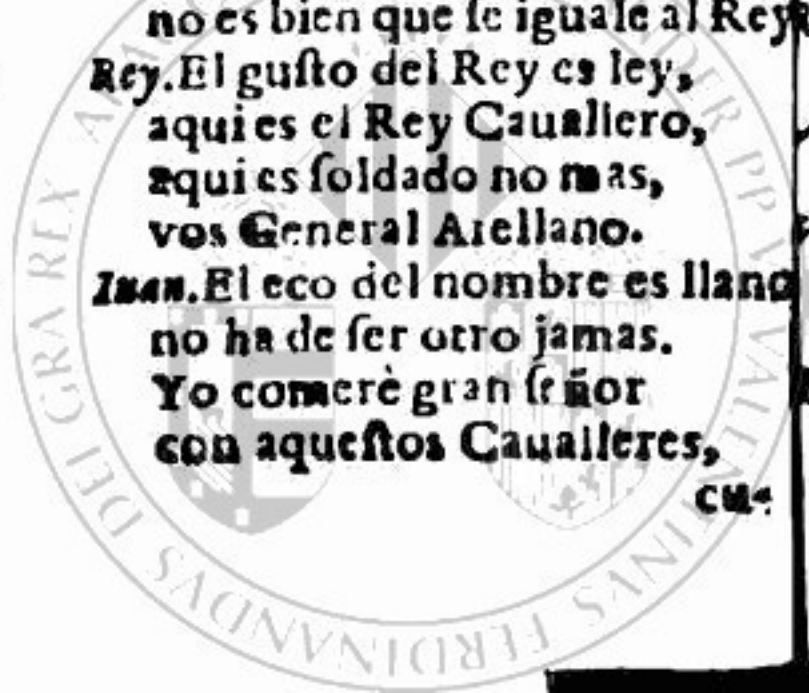 no es bien que ſe iguale al Rey
Rey. El guſto del Rey es ley,
aqui es el Rey Cauallero,
aqui es ſoldado no mas,
vos General Arellano.
Iuan. El eco del nombre es llano
no ha de ſer otro jamas.
Yo comerè gran ſeñor
con aqueſtos Caualleros,
cu-